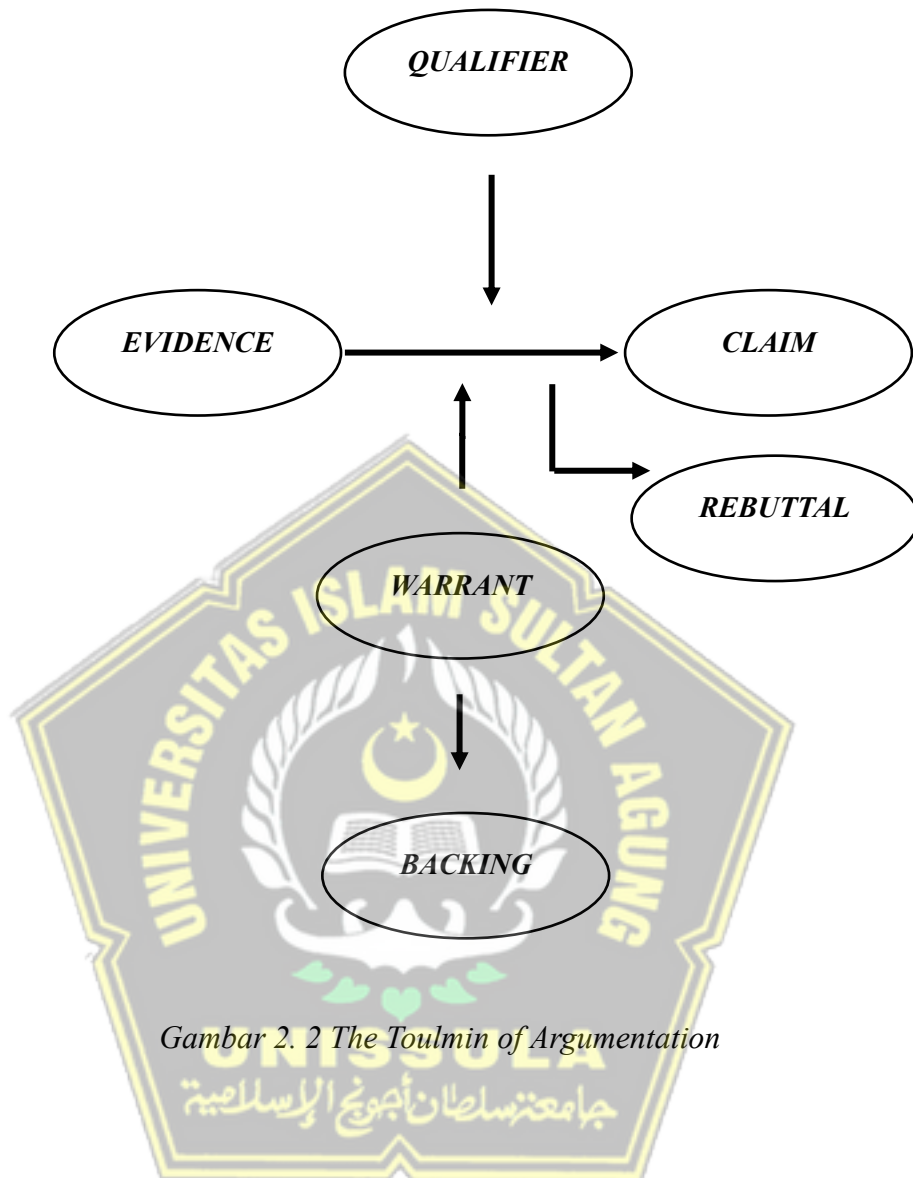 QUALIFIER
EVIDENCE
CLAIM
REBUTTAL
WARRANT
BACKING
UNIVERSITAS ISLAM SULTAN AGUNG
Gambar 2. 2 The Toulmin of Argumentation
UNISSULA
جامعة سلطان أجونج الإسلامية